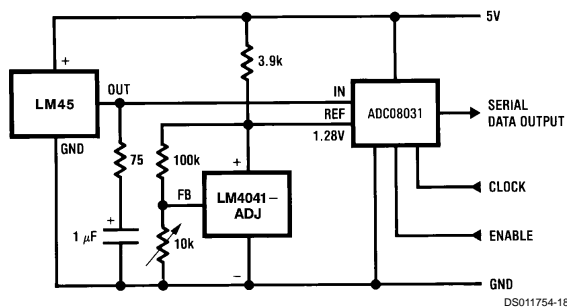 5V
+
3.9k
LM45
OUT
IN
ADC08031
SERIAL
DATA OUTPUT
REF
1.28V
GND
75
100k
+
LM4041−
ADJ
FB
CLOCK
+
1 μF
10k
ENABLE
−
GND
DS011754-18